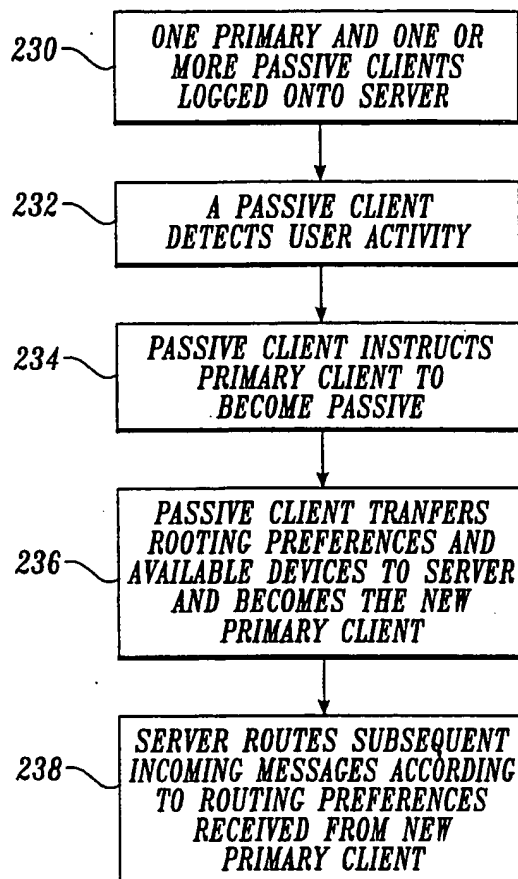 230
ONE PRIMARY AND ONE OR
MORE PASSIVE CLIENTS
LOGGED ONTO SERVER
232
A PASSIVE CLIENT
DETECTS USER ACTIVITY
234
PASSIVE CLIENT INSTRUCTS
PRIMARY CLIENT TO
BECOME PASSIVE
236
PASSIVE CLIENT TRANFERS
ROOTING PREFERENCES AND
AVAILABLE DEVICES TO SERVER
AND BECOMES THE NEW
PRIMARY CLIENT
238
SERVER ROUTES SUBSEQUENT
INCOMING MESSAGES ACCORDING
TO ROUTING PREFERENCES
RECEIVED FROM NEW
PRIMARY CLIENT